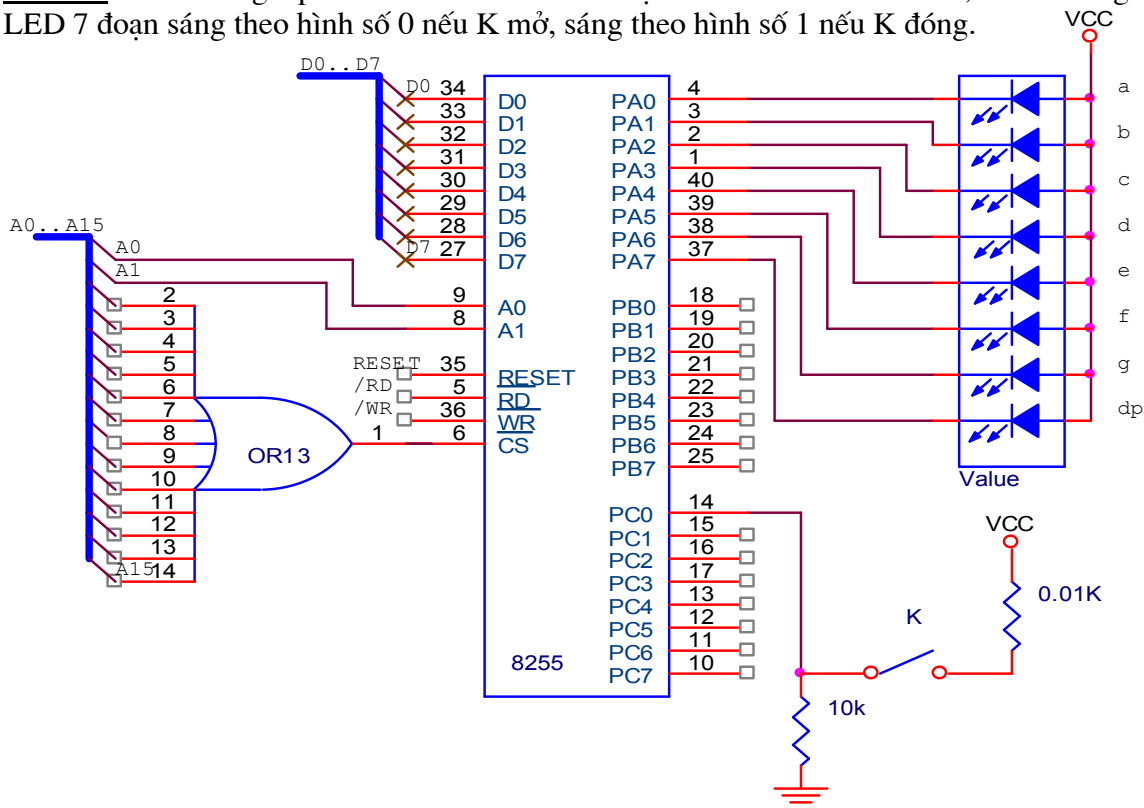 LED 7 đoạn sáng theo hình số 0 nếu K mở, sáng theo hình số 1 nếu K đóng.
VCC
D0..D7
D0 34 D0 PA0 4 a
33 D1 PA1 3 b
32 D2 PA2 2 c
31 D3 PA3 1 d
30 D4 PA4 40 e
29 D5 PA5 39 f
28 D6 PA6 38 g
D7 27 D7 PA7 37 dp
A0..A15
A0 9 A0 PB0 18
A1 8 A1 PB1 19
PB2 20
RESET 35 RESET PB3 21
/RD 5 RD PB4 22
/WR 36 WR PB5 23
1 6 CS PB6 24
PB7 25
2
3
4
5
6
7
8
9
10
11
12
13
A15 14
OR13
Value
PC0 14
PC1 15
PC2 16
PC3 17
PC4 13
PC5 12
PC6 11
PC7 10
8255
VCC
0.01K
K
10k